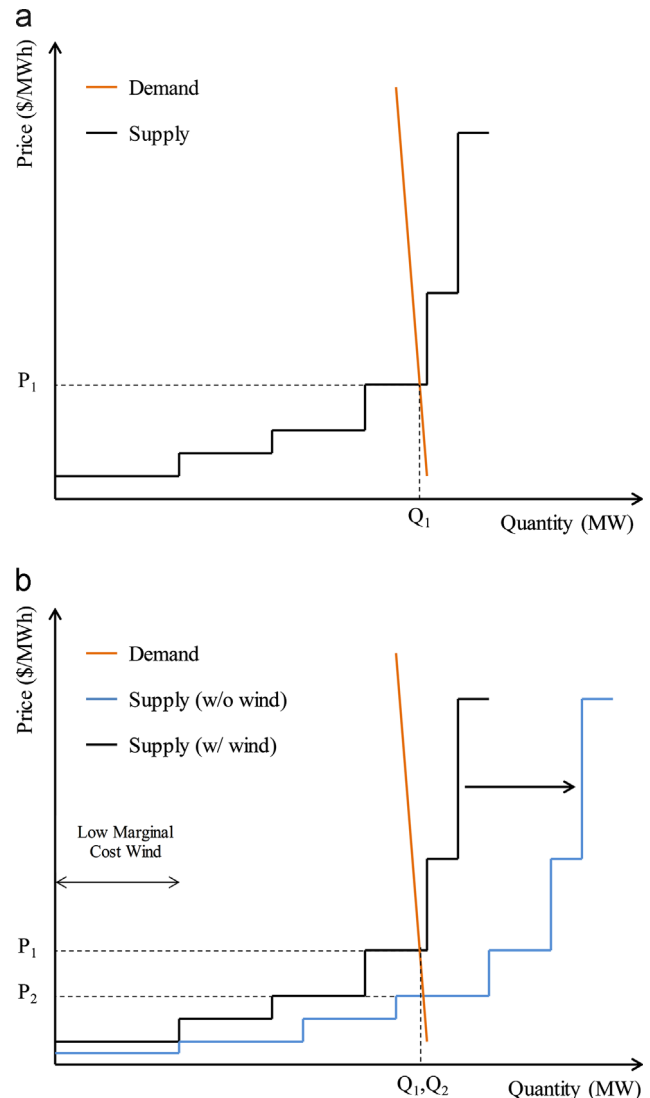 a
Price ($/MWh)
Demand
Supply
P1
Q1
Quantity (MW)
b
Price ($/MWh)
Demand
Supply (w/o wind)
Supply (w/ wind)
Low Marginal
Cost Wind
P1
P2
Q1,Q2
Quantity (MW)